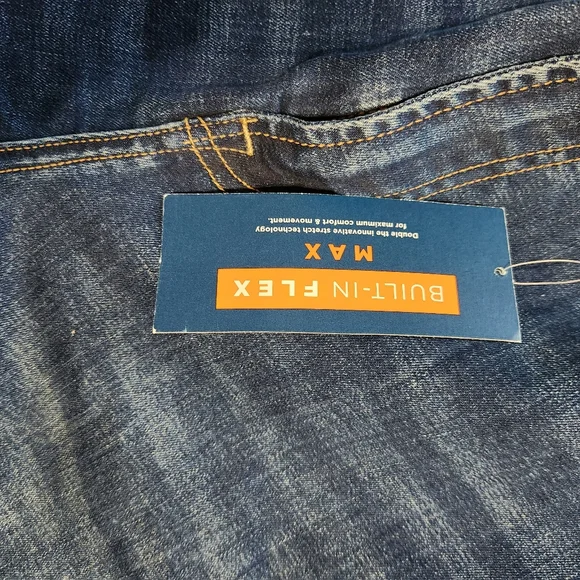 BUILT-IN FLEX
MAX
Double the innovative stretch technology
for maximum comfort & movement.